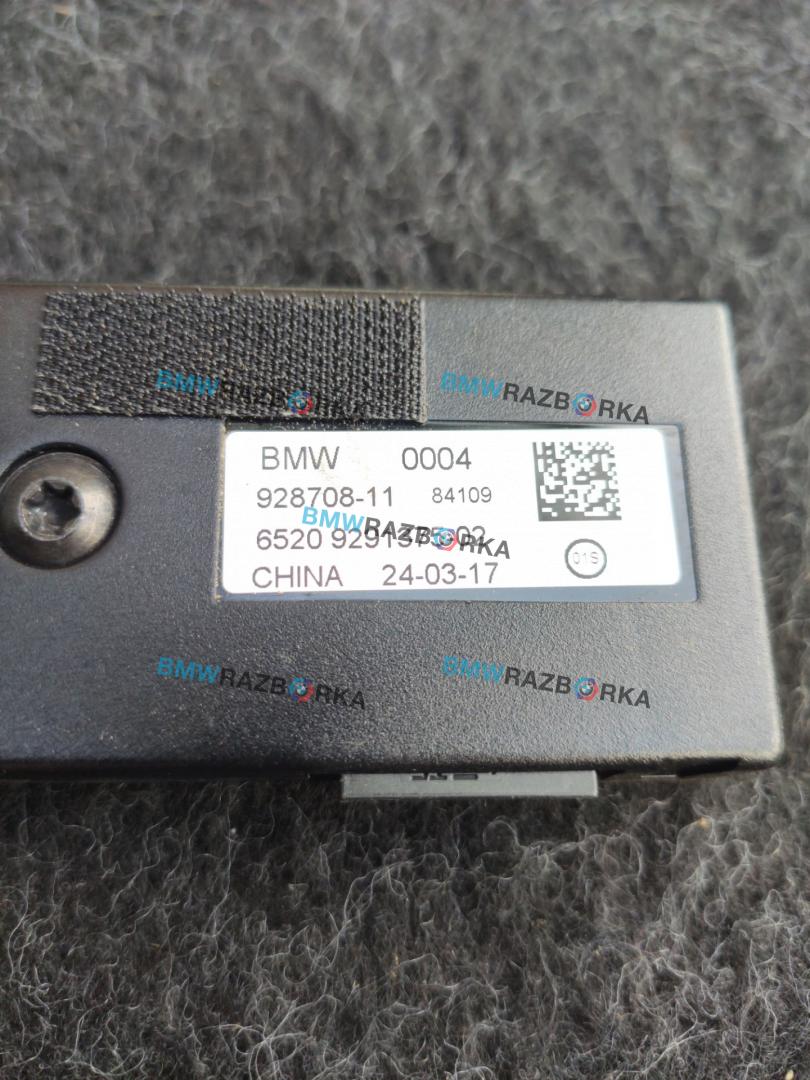 BMWRAZBORKA
BMWRAZBORKA
BMW 0004
928708-11 84109
BMWRAZBORKA
6520
CHINA 24-03-17
01S
BMWRAZBORKA
BMWRAZBORKA